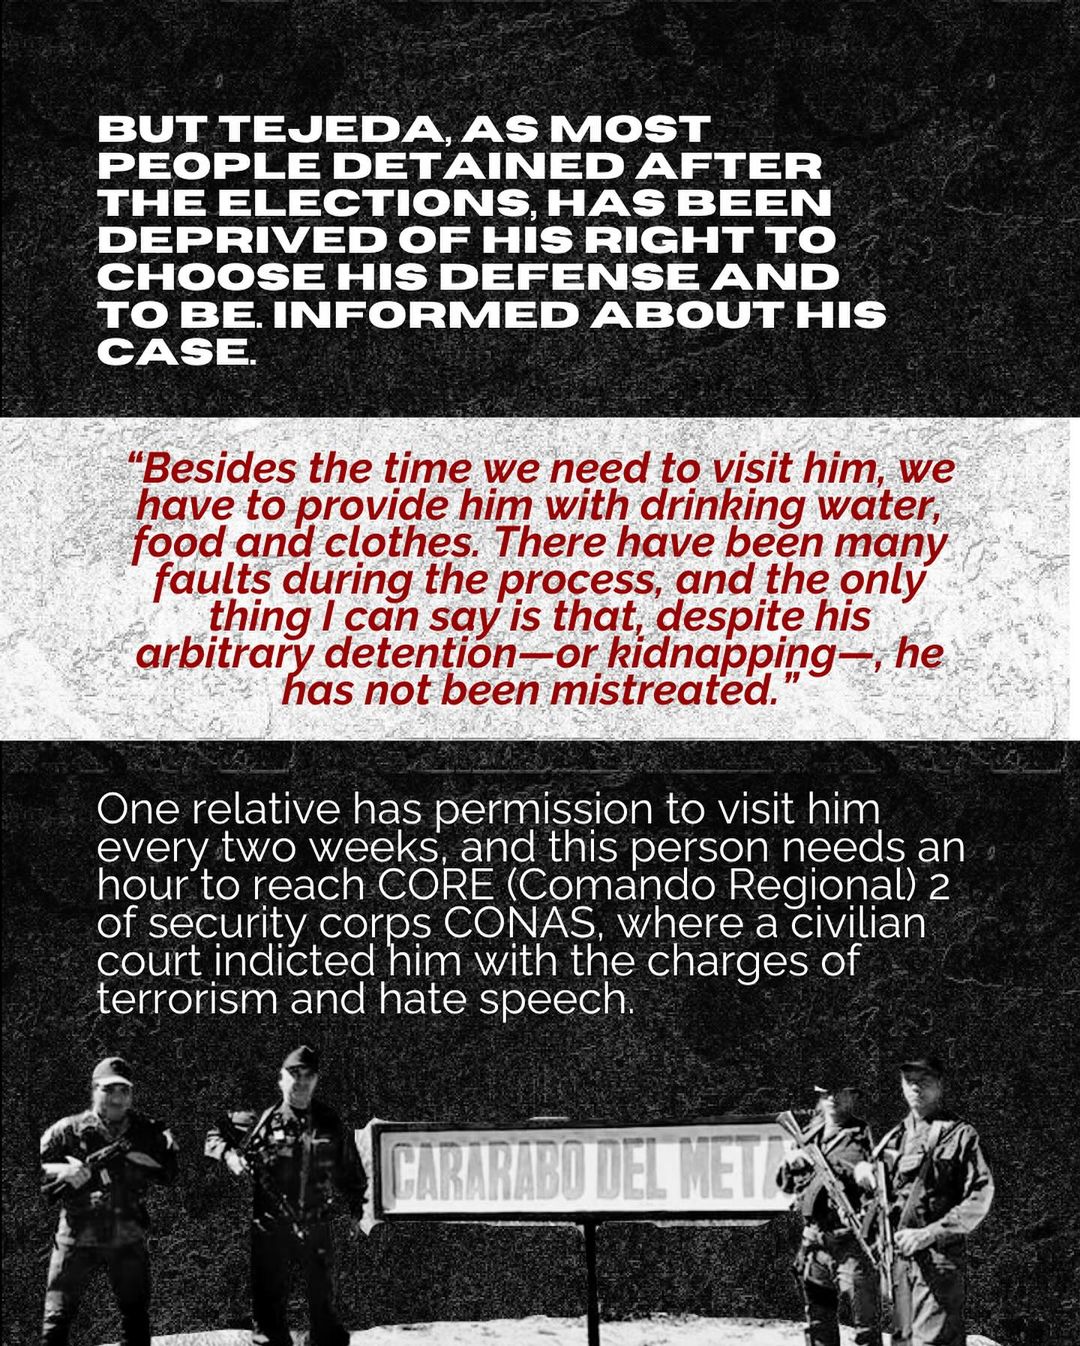 BUT TEJEDA, AS MOST
PEOPLE DETAINED AFTER
THE ELECTIONS, HAS BEEN
DEPRIVED OF HIS RIGHT TO
CHOOSE HIS DEFENSE AND
TO BE. INFORMED ABOUT HIS
CASE.
“Besides the time we need to visit him, we
have to provide him with drinking water,
food and clothes. There have been many
faults during the process, and the only
thing I can say is that, despite his
arbitrary detention—or kidnapping—, he
has not been mistreated.”
One relative has permission to visit him
every two weeks, and this person needs an
hour to reach CORE (Comando Regional) 2
of security corps CONAS, where a civilian
court indicted him with the charges of
terrorism and hate speech.
CARARABO DEL META